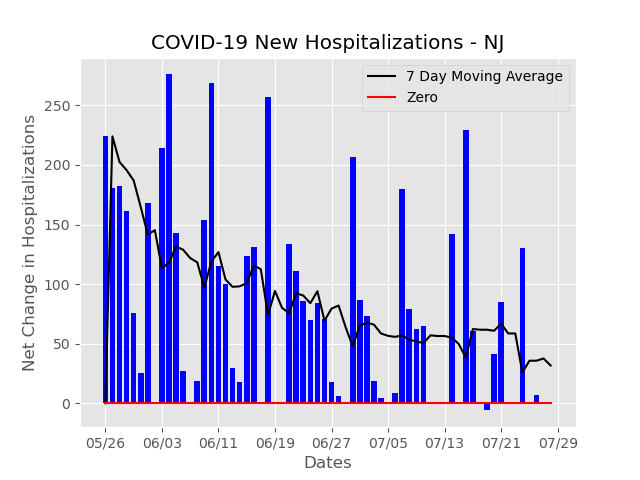 COVID-19 New Hospitalizations - NJ
7 Day Moving Average
Zero
Net Change in Hospitalizations
250
200
150
100
50
0
05/26 06/03 06/11 06/19 06/27 07/05 07/13 07/21 07/29
Dates